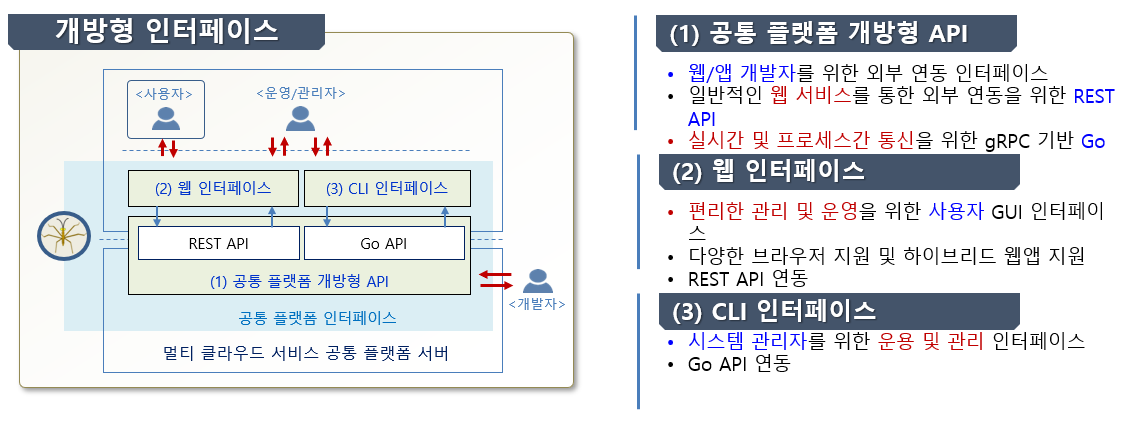 개방형 인터페이스
<사용자>
<운영/관리자>
(2) 웹 인터페이스
(3) CLI 인터페이스
REST API
Go API
(1) 공통 플랫폼 개방형 API
<개발자>
공통 플랫폼 인터페이스
멀티 클라우드 서비스 공통 플랫폼 서버
(1) 공통 플랫폼 개방형 API
• 웹/앱 개발자를 위한 외부 연동 인터페이스
• 일반적인 웹 서비스를 통한 외부 연동을 위한 REST
API
• 실시간 및 프로세스간 통신을 위한 gRPC 기반 Go
(2) 웹 인터페이스
• 편리한 관리 및 운영을 위한 사용자 GUI 인터페이
스
• 다양한 브라우저 지원 및 하이브리드 웹앱 지원
• REST API 연동
(3) CLI 인터페이스
• 시스템 관리자를 위한 운용 및 관리 인터페이스
• Go API 연동